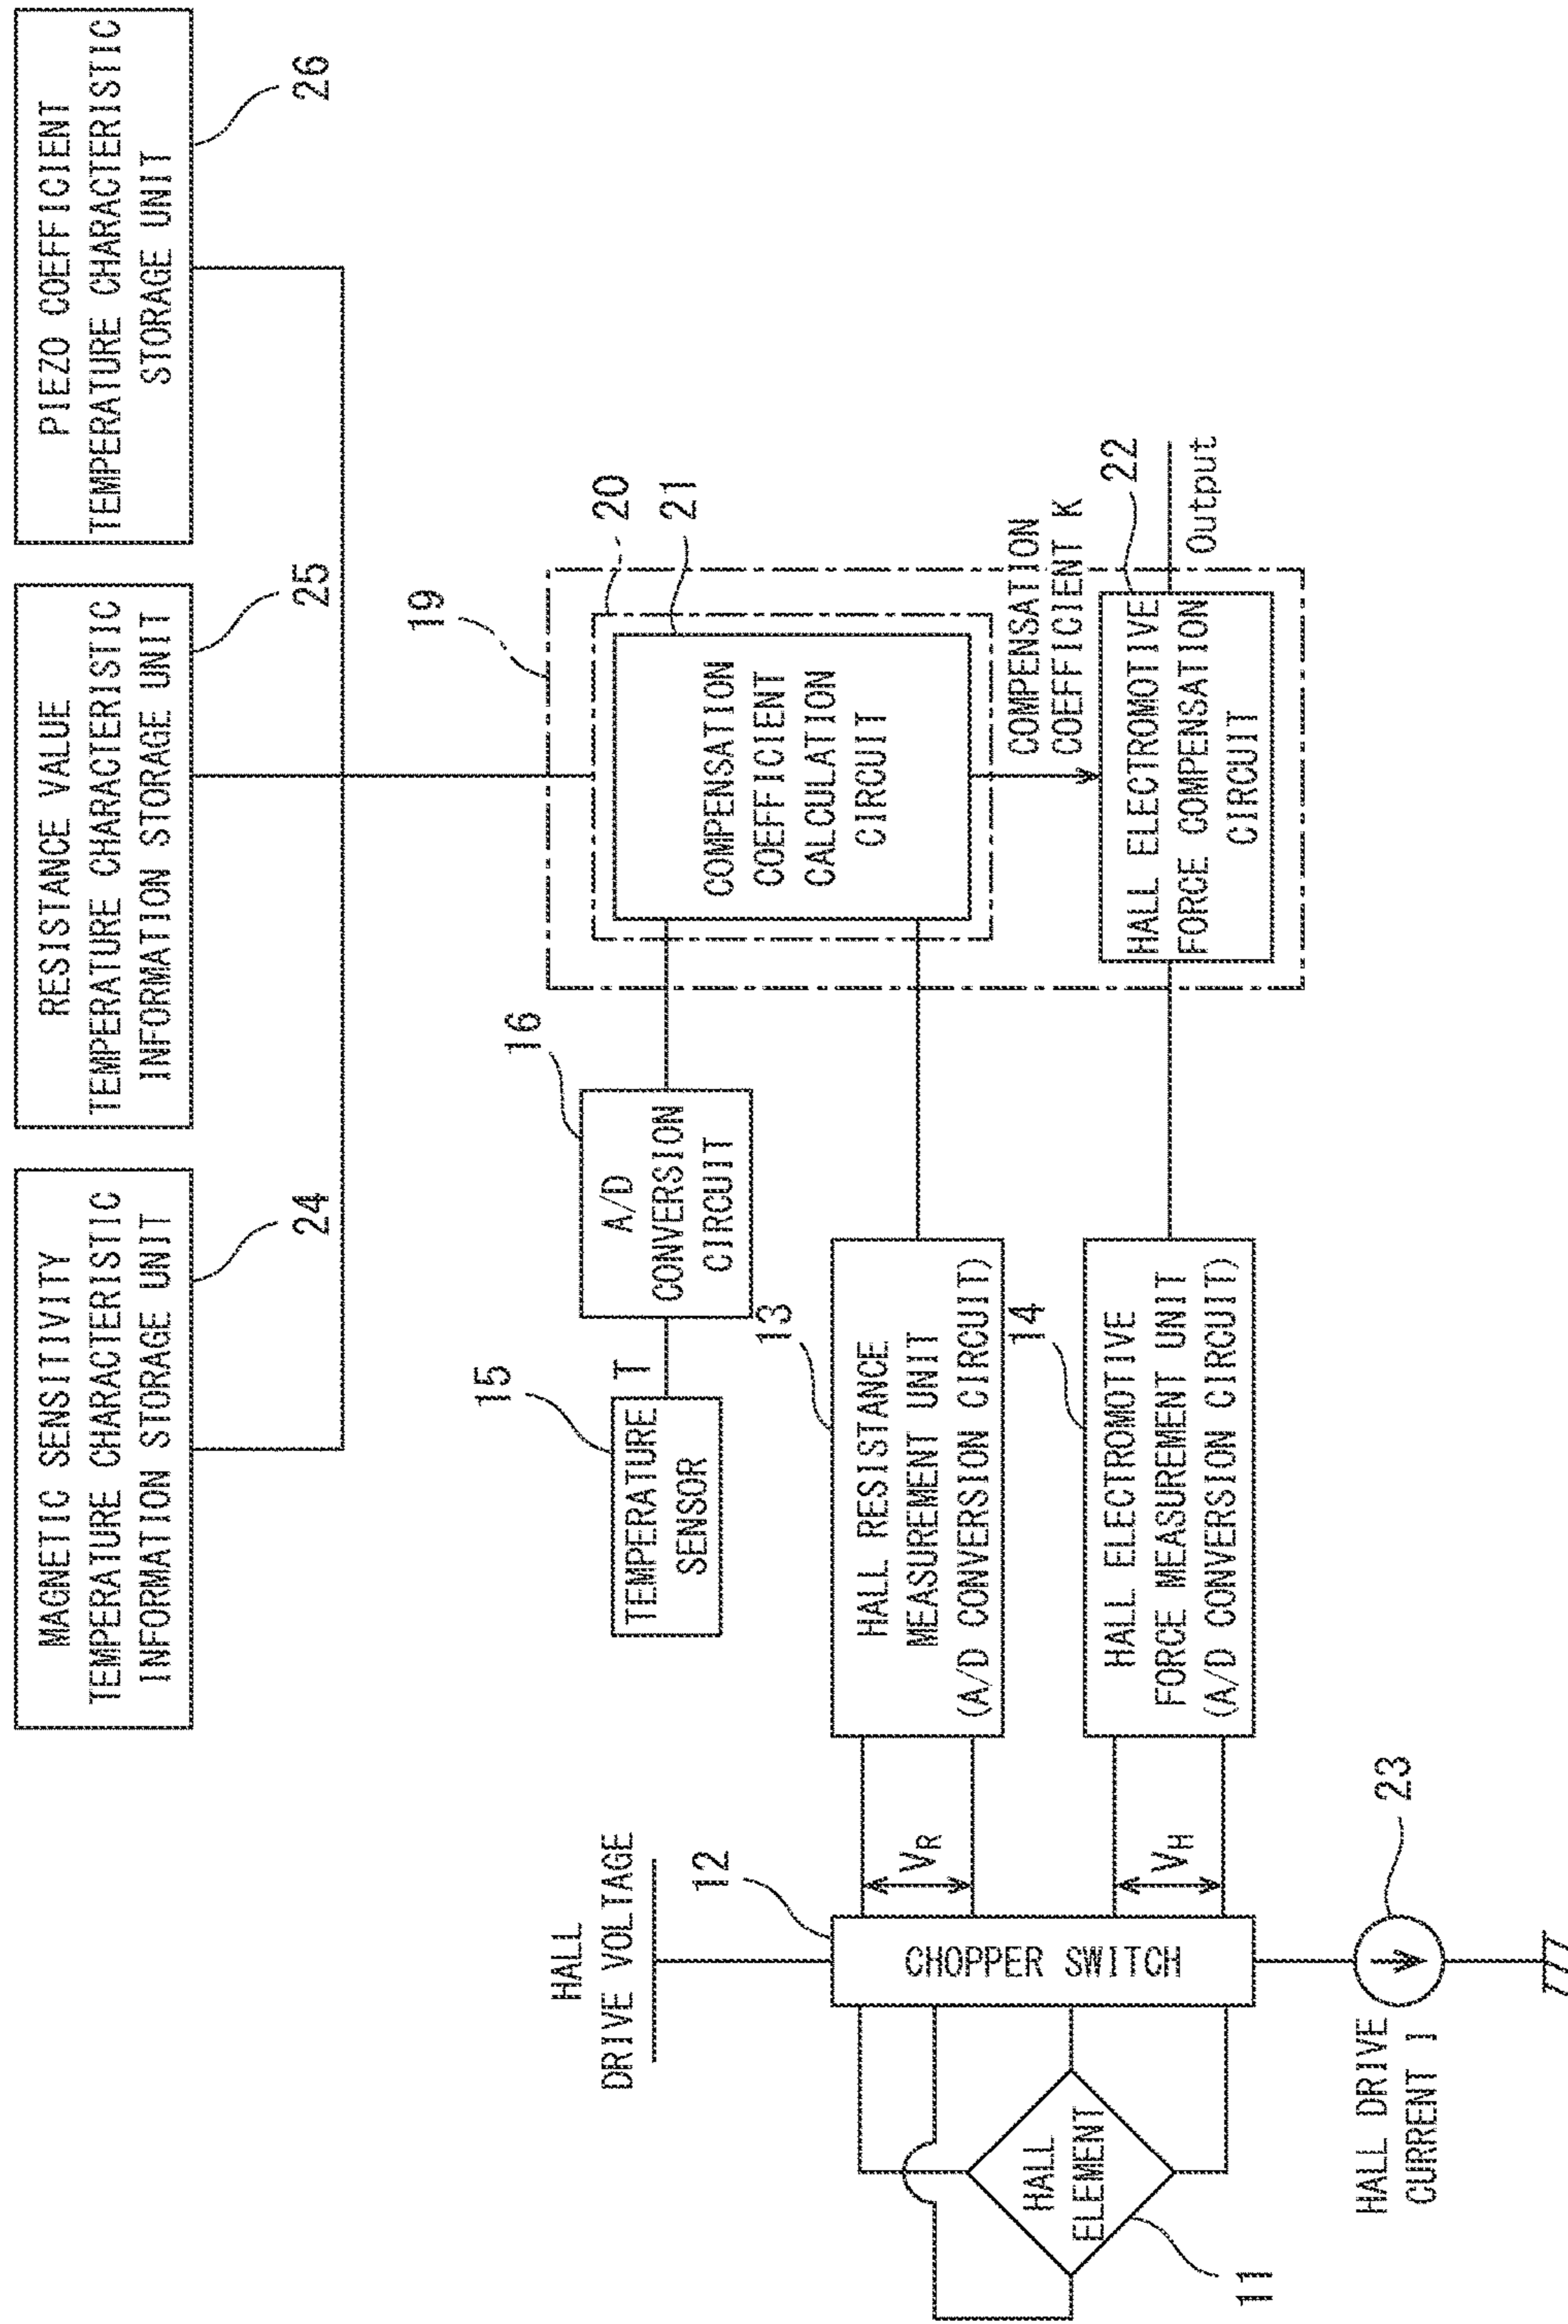 MAGNETIC SENSITIVITY
TEMPERATURE CHARACTERISTIC
INFORMATION STORAGE UNIT
24
RESISTANCE VALUE
TEMPERATURE CHARACTERISTIC
INFORMATION STORAGE UNIT
25
PIEZO COEFFICIENT
TEMPERATURE CHARACTERISTIC
STORAGE UNIT
26
19
20
21
15
TEMPERATURE
SENSOR
T
16
A/D
CONVERSION
CIRCUIT
COMPENSATION
COEFFICIENT
CALCULATION
CIRCUIT
HALL
DRIVE VOLTAGE
12
CHOPPER SWITCH
VR
VH
13
HALL RESISTANCE
MEASUREMENT UNIT
(A/D CONVERSION CIRCUIT)
14
HALL ELECTROMOTIVE
FORCE MEASUREMENT UNIT
(A/D CONVERSION CIRCUIT)
COMPENSATION
COEFFICIENT K
22
HALL ELECTROMOTIVE
FORCE COMPENSATION
CIRCUIT
Output
HALL
ELEMENT
11
HALL DRIVE
CURRENT I
23